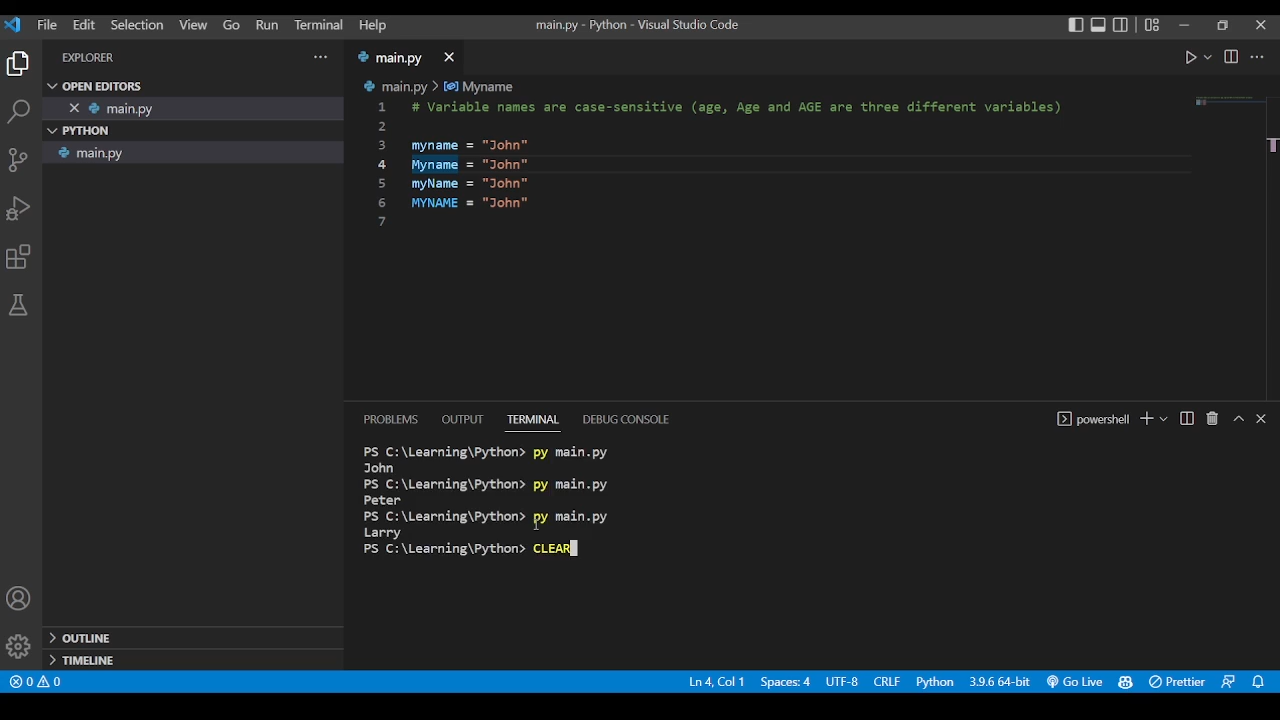 File Edit Selection View Go Run Terminal Help main.py - Python - Visual Studio Code
EXPLORER
OPEN EDITORS
main.py
PYTHON
main.py
OUTLINE
TIMELINE
main.py
main.py > Myname
1 # Variable names are case-sensitive (age, Age and AGE are three different variables)
2
3 myname = "John"
4 Myname = "John"
5 myName = "John"
6 MYNAME = "John"
7
PROBLEMS OUTPUT TERMINAL DEBUG CONSOLE powershell
PS C:\Learning\Python> py main.py
John
PS C:\Learning\Python> py main.py
Peter
PS C:\Learning\Python> py main.py
Larry
PS C:\Learning\Python> CLEAR
0 0 Ln 4, Col 1 Spaces: 4 UTF-8 CRLF Python 3.9.6 64-bit Go Live Prettier